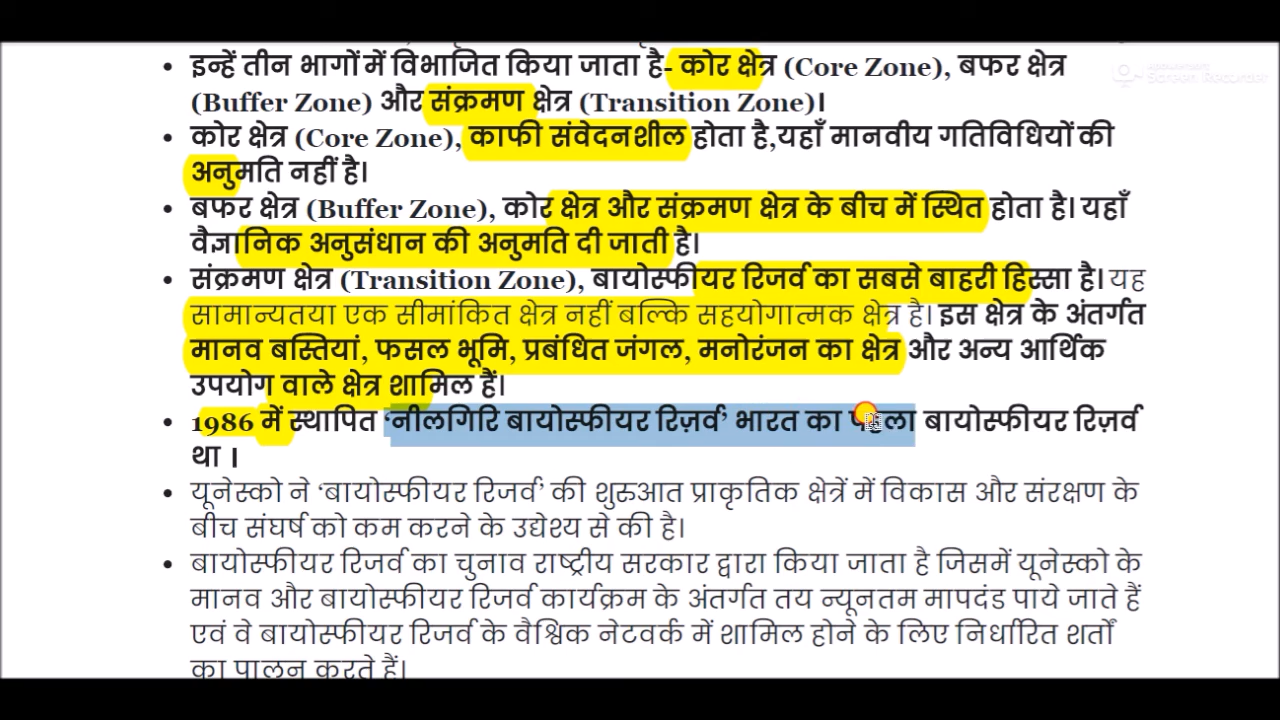 • इन्हें तीन भागों में विभाजित किया जाता है- कोर क्षेत्र (Core Zone), बफर क्षेत्र
(Buffer Zone) और संक्रमण क्षेत्र (Transition Zone)।
• कोर क्षेत्र (Core Zone), काफी संवेदनशील होता है,यहाँ मानवीय गतिविधियों की
अनुमति नहीं है।
• बफर क्षेत्र (Buffer Zone), कोर क्षेत्र और संक्रमण क्षेत्र के बीच में स्थित होता है। यहाँ
वैज्ञानिक अनुसंधान की अनुमति दी जाती है।
• संक्रमण क्षेत्र (Transition Zone), बायोस्फीयर रिजर्व का सबसे बाहरी हिस्सा है। यह
सामान्यतया एक सीमांकित क्षेत्र नहीं बल्कि सहयोगात्मक क्षेत्र है। इस क्षेत्र के अंतर्गत
मानव बस्तियां, फसल भूमि, प्रबंधित जंगल, मनोरंजन का क्षेत्र और अन्य आर्थिक
उपयोग वाले क्षेत्र शामिल हैं।
• 1986 में स्थापित ‘नीलगिरि बायोस्फीयर रिज़र्व’ भारत का पहला बायोस्फीयर रिज़र्व
था ।
• यूनेस्को ने ‘बायोस्फीयर रिजर्व’ की शुरुआत प्राकृतिक क्षेत्रें में विकास और संरक्षण के
बीच संघर्ष को कम करने के उद्येश्य से की है।
• बायोस्फीयर रिजर्व का चुनाव राष्ट्रीय सरकार द्वारा किया जाता है जिसमें यूनेस्को के
मानव और बायोस्फीयर रिजर्व कार्यक्रम के अंतर्गत तय न्यूनतम मापदंड पाये जाते हैं
एवं वे बायोस्फीयर रिजर्व के वैश्विक नेटवर्क में शामिल होने के लिए निर्धारित शर्तों
का पालन करते हैं।
Screen Recorder